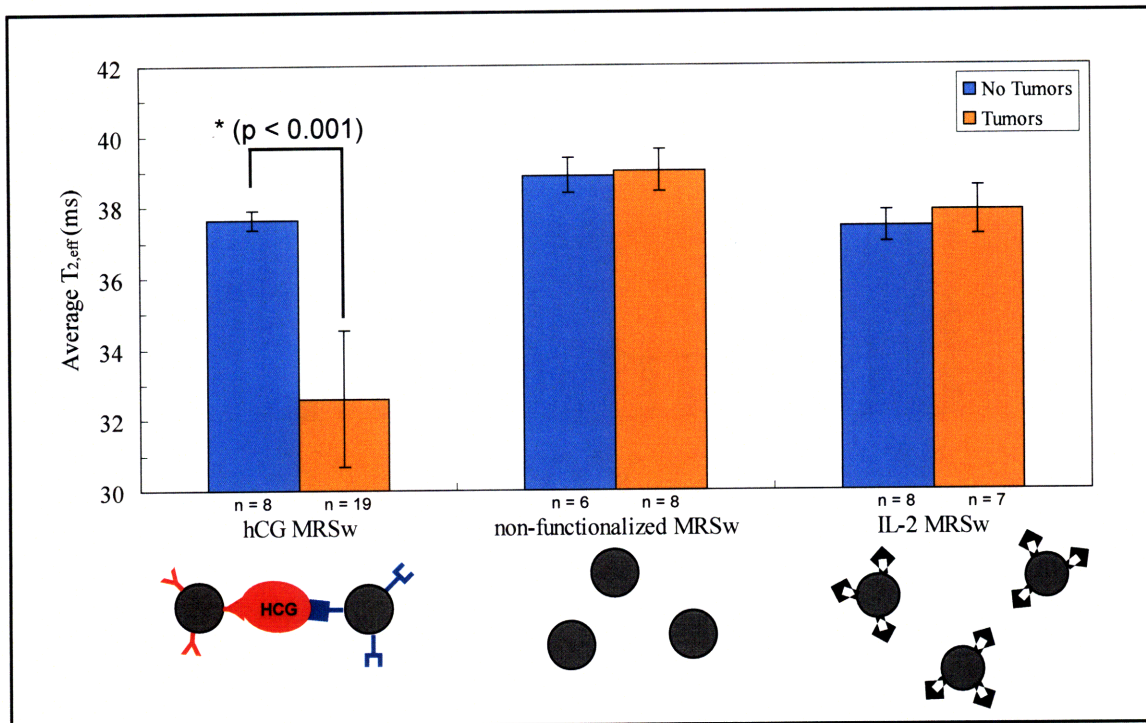 42
40
38
36
34
32
30
Average T2,eff (ms)
* (p < 0.001)
No Tumors
Tumors
n = 8
n = 19
n = 6
n = 8
n = 8
n = 7
hCG MRSw
non-functionalized MRSw
IL-2 MRSw
HCG